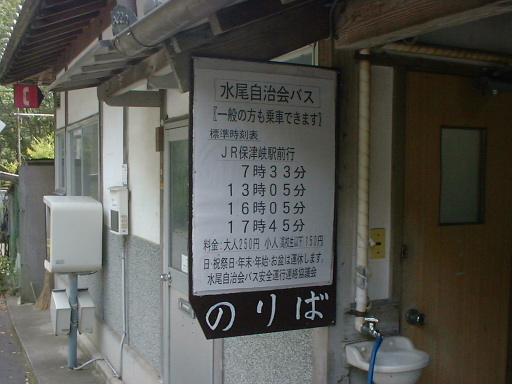 水尾自治会バス
〖一般の方も乗車できます〗
標準時刻表
JR保津峡駅前行
7時33分
13時05分
16時05分
17時45分
料金・大人250円 小人(高校生以下)150円
日・祝祭日・年末・年始・お盆は運休します。
水尾自治会バス安全運行連絡協議会
のりば